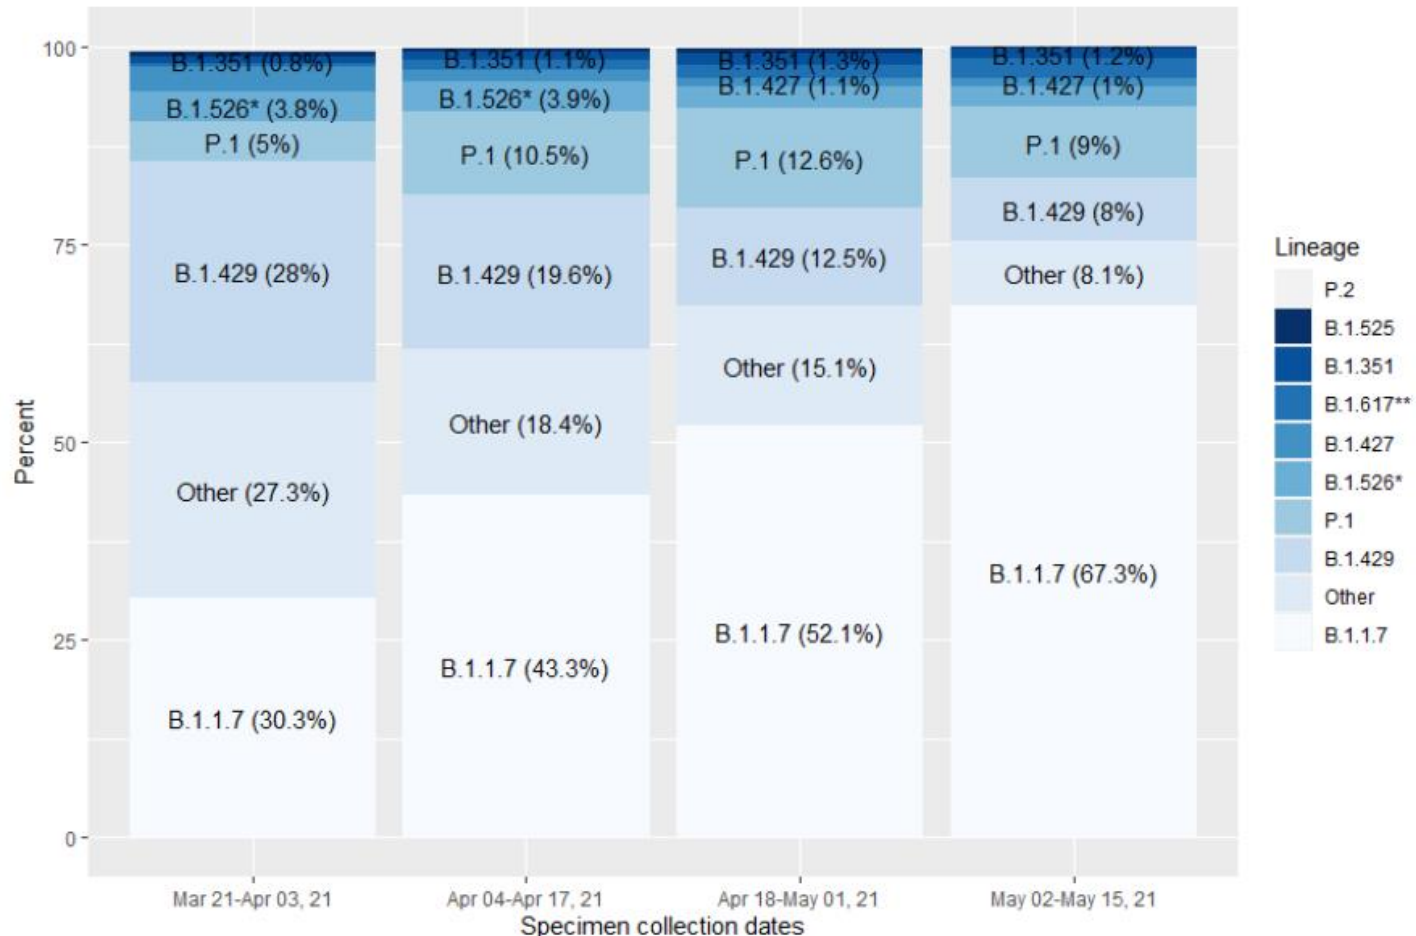 100
75
50
25
0
Percent
B.1.351 (0.8%)
B.1.526* (3.8%)
P.1 (5%)
B.1.429 (28%)
Other (27.3%)
B.1.1.7 (30.3%)
B.1.351 (1.1%)
B.1.526* (3.9%)
P.1 (10.5%)
B.1.429 (19.6%)
Other (18.4%)
B.1.1.7 (43.3%)
B.1.351 (1.3%)
B.1.427 (1.1%)
P.1 (12.6%)
B.1.429 (12.5%)
Other (15.1%)
B.1.1.7 (52.1%)
B.1.351 (1.2%)
B.1.427 (1%)
P.1 (9%)
B.1.429 (8%)
Other (8.1%)
B.1.1.7 (67.3%)
Mar 21-Apr 03, 21
Apr 04-Apr 17, 21
Apr 18-May 01, 21
May 02-May 15, 21
Specimen collection dates
Lineage
P.2
B.1.525
B.1.351
B.1.617**
B.1.427
B.1.526*
P.1
B.1.429
Other
B.1.1.7